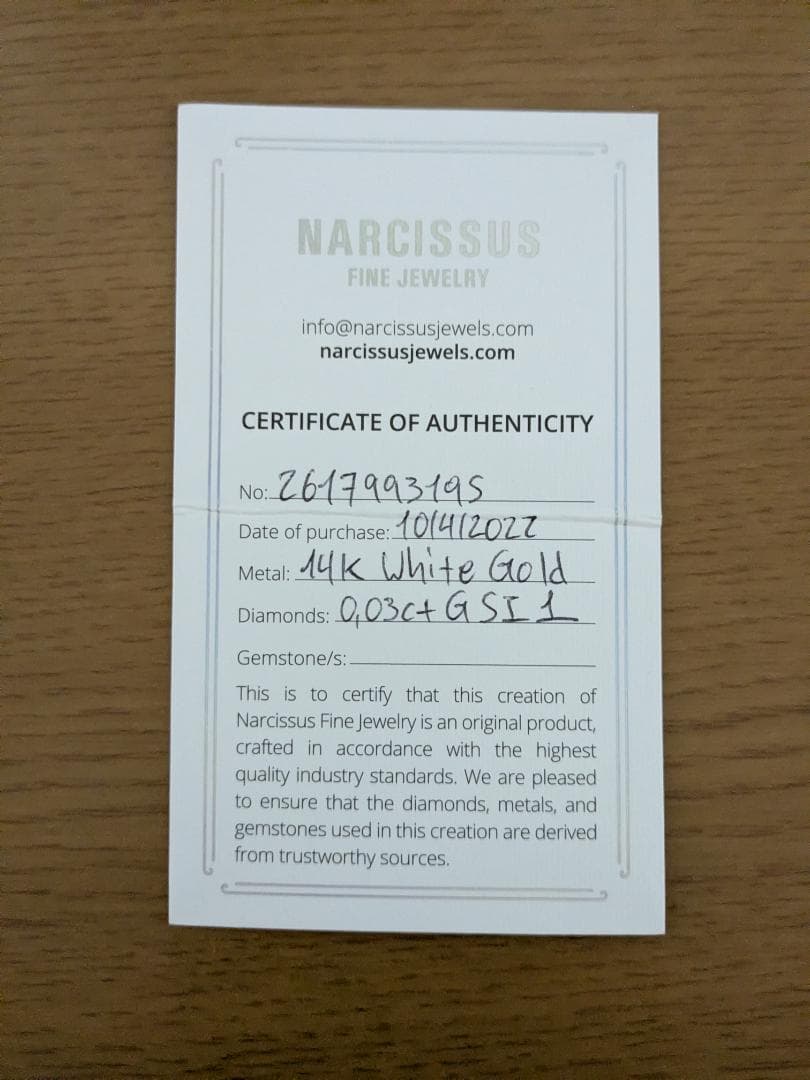 NARCISSUS
FINE JEWELRY
info@narcissusjewels.com
narcissusjewels.com
CERTIFICATE OF AUTHENTICITY
No: 2617993195
Date of purchase: 10/4/2022
Metal: 14K White Gold
Diamonds: 0,03ct G SI 1
Gemstone/s:
This is to certify that this creation of
Narcissus Fine Jewelry is an original product,
crafted in accordance with the highest
quality industry standards. We are pleased
to ensure that the diamonds, metals, and
gemstones used in this creation are derived
from trustworthy sources.